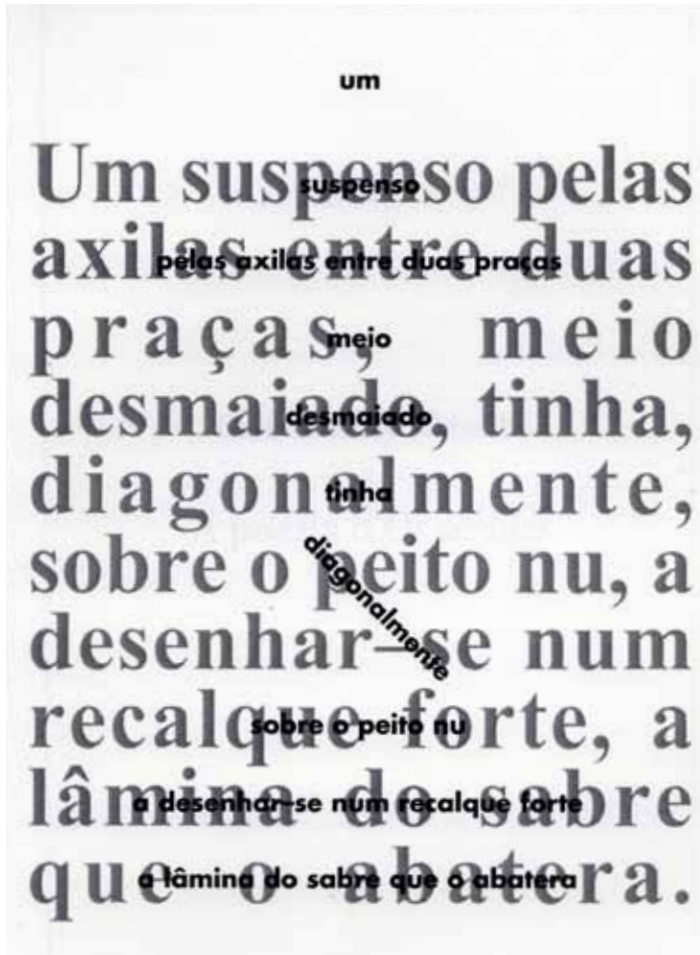 um
Um suspenso pelas
suspenso
axilas entre duas
pelas axilas entre duas praças
praças, meio
meio
desmaiado, tinha,
desmaiado
diagonalmente,
tinha
sobre o peito nu, a
diagonalmente
desenhar-se num
recalque forte, a
sobre o peito nu
lâmina do sabre
a desenhar-se num recalque forte
que o abatera.
a lâmina do sabre que o abatera